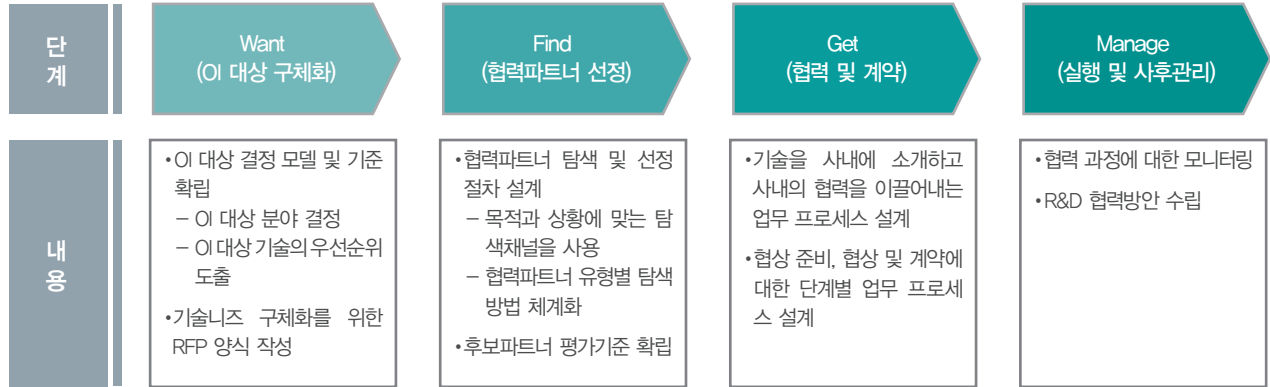 단
계
Want
(OI 대상 구체화)
Find
(협력파트너 선정)
Get
(협력 및 계약)
Manage
(실행 및 사후관리)
내
용
•OI 대상 결정 모델 및 기준
확립
– OI 대상 분야 결정
– OI 대상 기술의 우선순위
도출
•기술니즈 구체화를 위한
RFP 양식 작성
•협력파트너 탐색 및 선정
절차 설계
– 목적과 상황에 맞는 탐
색채널을 사용
– 협력파트너 유형별 탐색
방법 체계화
•후보파트너 평가기준 확립
•기술을 사내에 소개하고
사내의 협력을 이끌어내는
업무 프로세스 설계
•협상 준비, 협상 및 계약에
대한 단계별 업무 프로세
스 설계
•협력 과정에 대한 모니터링
•R&D 협력방안 수립